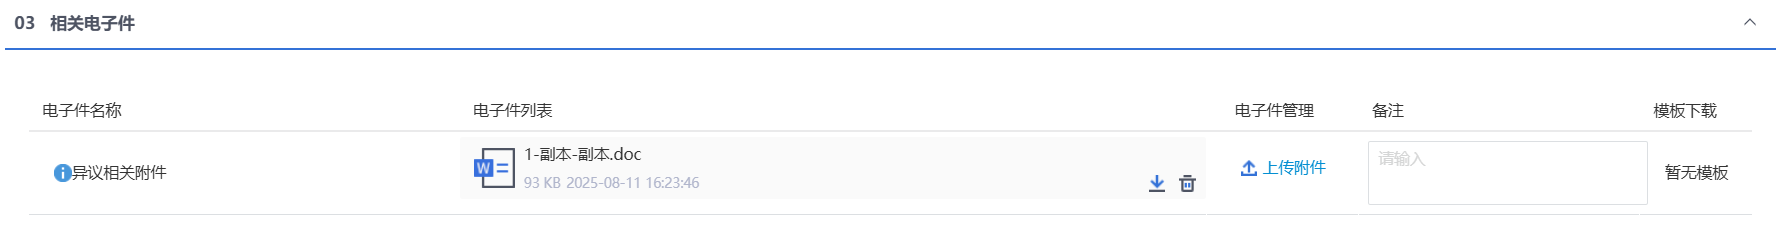 03 相关电子件
电子件名称 电子件列表 电子件管理 备注 模板下载
异议相关附件
W
1-副本-副本.doc
93 KB 2025-08-11 16:23:46
上传附件
请输入
暂无模板